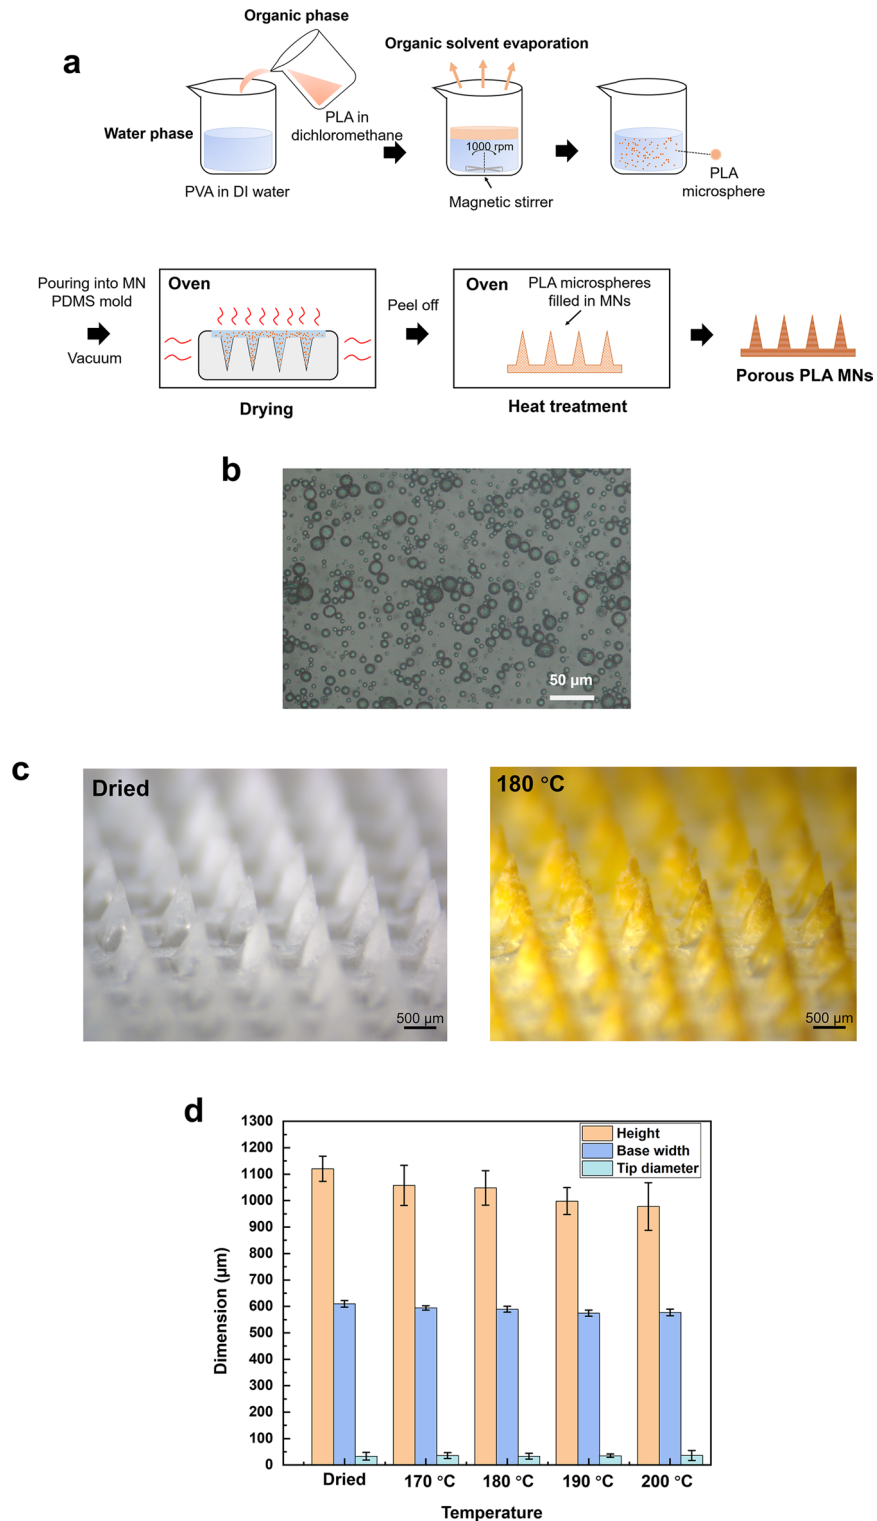 a
Organic phase
Organic solvent evaporation
PLA in
dichloromethane
Water phase
1000 rpm
PVA in DI water
Magnetic stirrer
PLA
microsphere
Pouring into MN
PDMS mold
Vacuum
Oven
Drying
Peel off
Oven
PLA microspheres
filled in MNs
Heat treatment
Porous PLA MNs
b
50 µm
c
Dried
500 µm
180 °C
500 µm
d
1300
1200
1100
1000
900
800
700
600
500
400
300
200
100
0
Dimension (µm)
Height
Base width
Tip diameter
Dried
170 °C
180 °C
190 °C
200 °C
Temperature